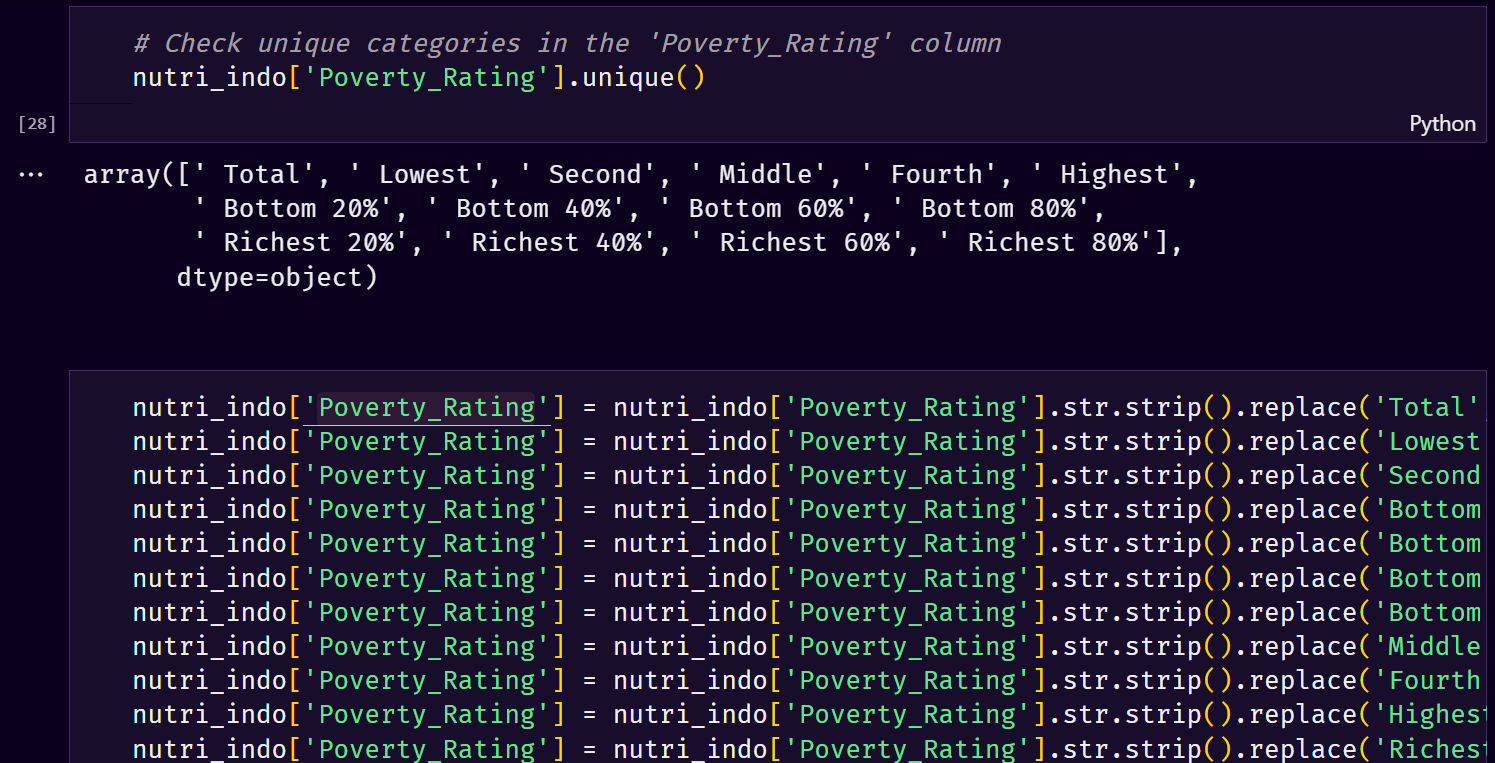 # Check unique categories in the 'Poverty_Rating' column
nutri_indo['Poverty_Rating'].unique()
[28]
Python
... array([' Total', ' Lowest', ' Second', ' Middle', ' Fourth', ' Highest',
' Bottom 20%', ' Bottom 40%', ' Bottom 60%', ' Bottom 80%',
' Richest 20%', ' Richest 40%', ' Richest 60%', ' Richest 80%'],
dtype=object)
nutri_indo['Poverty_Rating'] = nutri_indo['Poverty_Rating'].str.strip().replace('Total'
nutri_indo['Poverty_Rating'] = nutri_indo['Poverty_Rating'].str.strip().replace('Lowest
nutri_indo['Poverty_Rating'] = nutri_indo['Poverty_Rating'].str.strip().replace('Second
nutri_indo['Poverty_Rating'] = nutri_indo['Poverty_Rating'].str.strip().replace('Bottom
nutri_indo['Poverty_Rating'] = nutri_indo['Poverty_Rating'].str.strip().replace('Bottom
nutri_indo['Poverty_Rating'] = nutri_indo['Poverty_Rating'].str.strip().replace('Bottom
nutri_indo['Poverty_Rating'] = nutri_indo['Poverty_Rating'].str.strip().replace('Bottom
nutri_indo['Poverty_Rating'] = nutri_indo['Poverty_Rating'].str.strip().replace('Middle
nutri_indo['Poverty_Rating'] = nutri_indo['Poverty_Rating'].str.strip().replace('Fourth
nutri_indo['Poverty_Rating'] = nutri_indo['Poverty_Rating'].str.strip().replace('Highest
nutri_indo['Poverty_Rating'] = nutri_indo['Poverty_Rating'].str.strip().replace('Richest